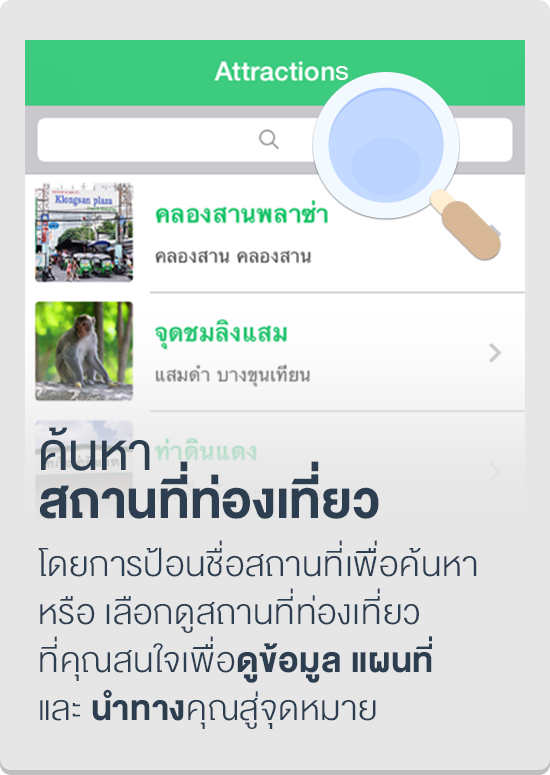 Attractions
Klongsan plaza
คลองสานพลาซ่า
คลองสาน คลองสาน
จุดชมลิงแสม
แสมดำ บางขุนเทียน
ท่าดินแดง
ค้นหา
สถานที่ท่องเที่ยว
โดยการป้อนชื่อสถานที่เพื่อค้นหา
หรือ เลือกดูสถานที่ท่องเที่ยว
ที่คุณสนใจเพื่อดูข้อมูล แผนที่
และ นำทางคุณสู่จุดหมาย